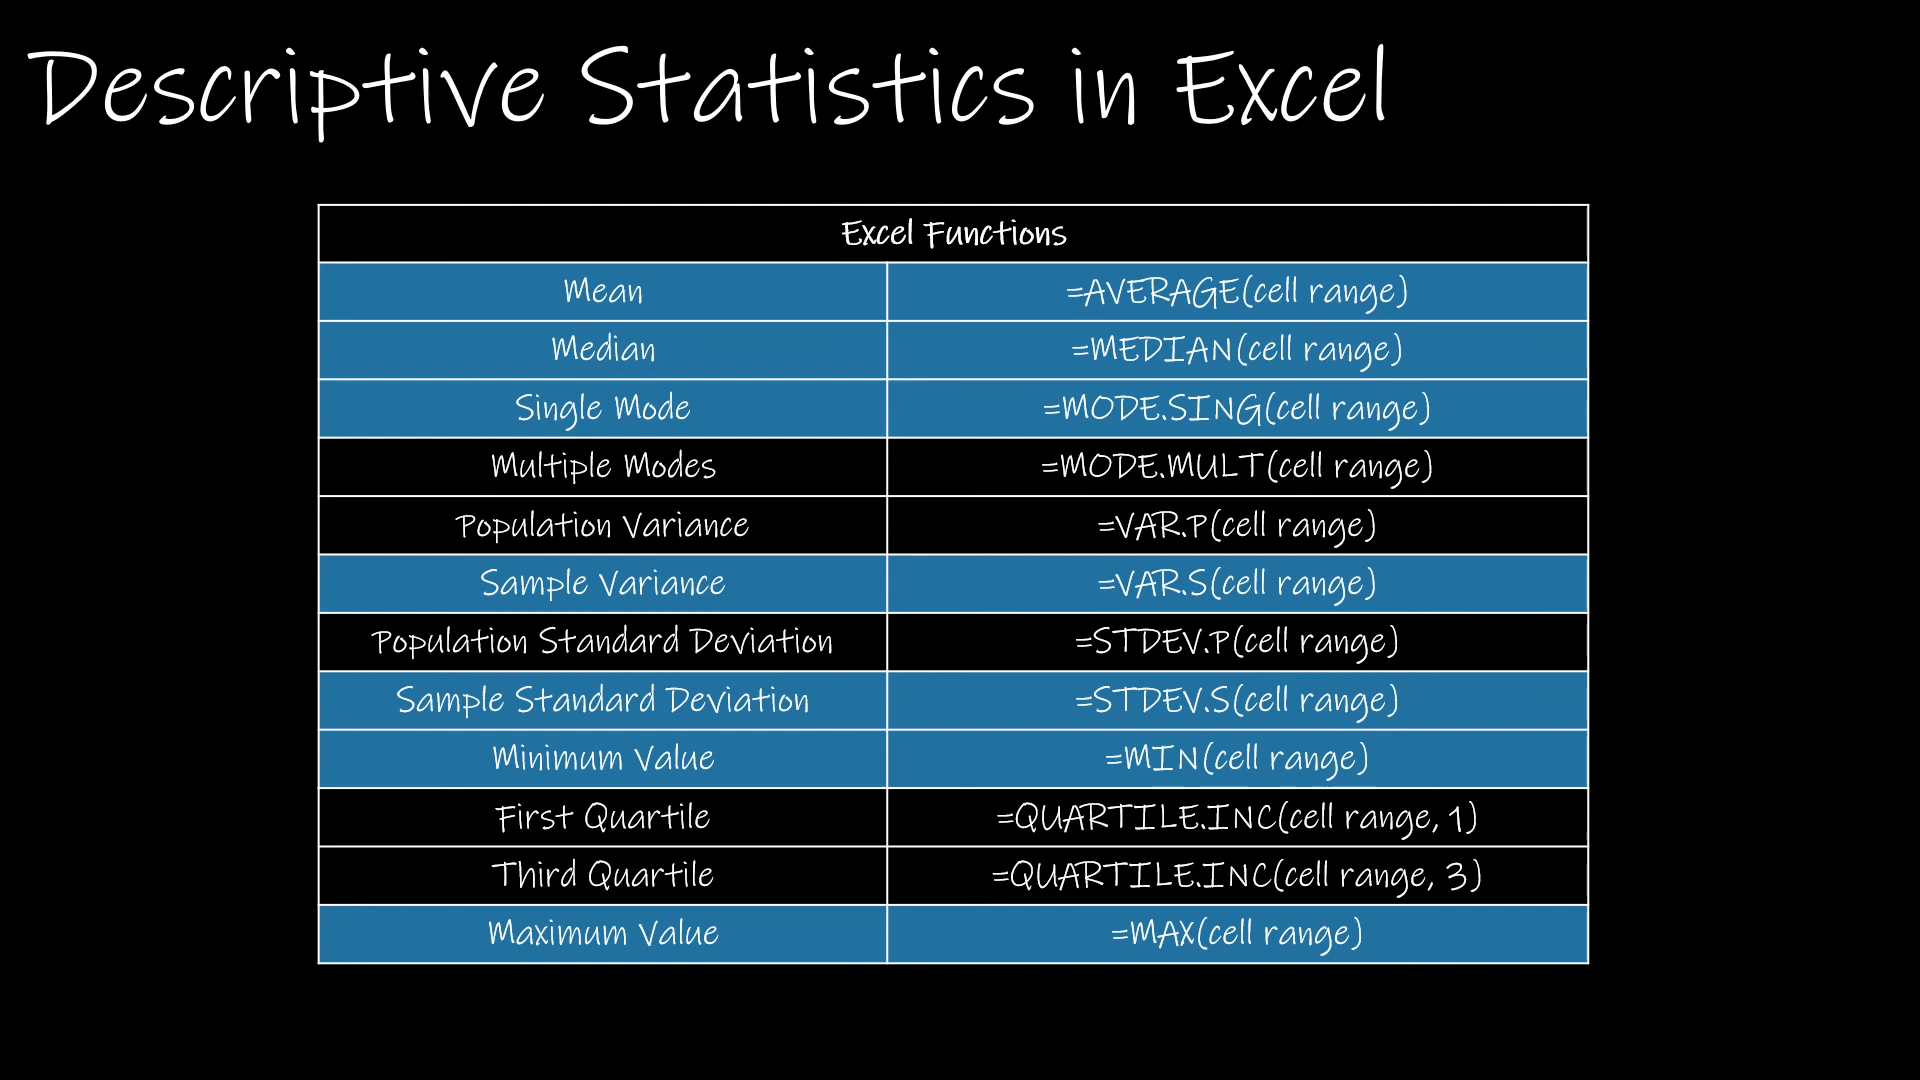 Descriptive Statistics in Excel
Excel Functions
Mean =AVERAGE(cell range)
Median =MEDIAN(cell range)
Single Mode =MODE.SING(cell range)
Multiple Modes =MODE.MULT(cell range)
Population Variance =VAR.P(cell range)
Sample Variance =VAR.S(cell range)
Population Standard Deviation =STDEV.P(cell range)
Sample Standard Deviation =STDEV.S(cell range)
Minimum Value =MIN(cell range)
First Quartile =QUARTILE.INC(cell range, 1)
Third Quartile =QUARTILE.INC(cell range, 3)
Maximum Value =MAX(cell range)